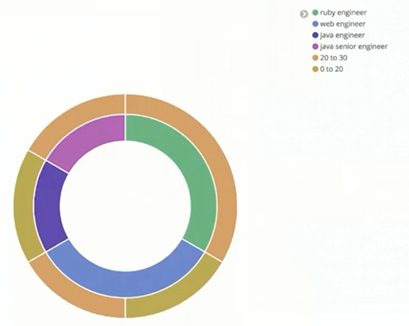 ruby engineer
web engineer
java engineer
java senior engineer
20 to 30
0 to 20